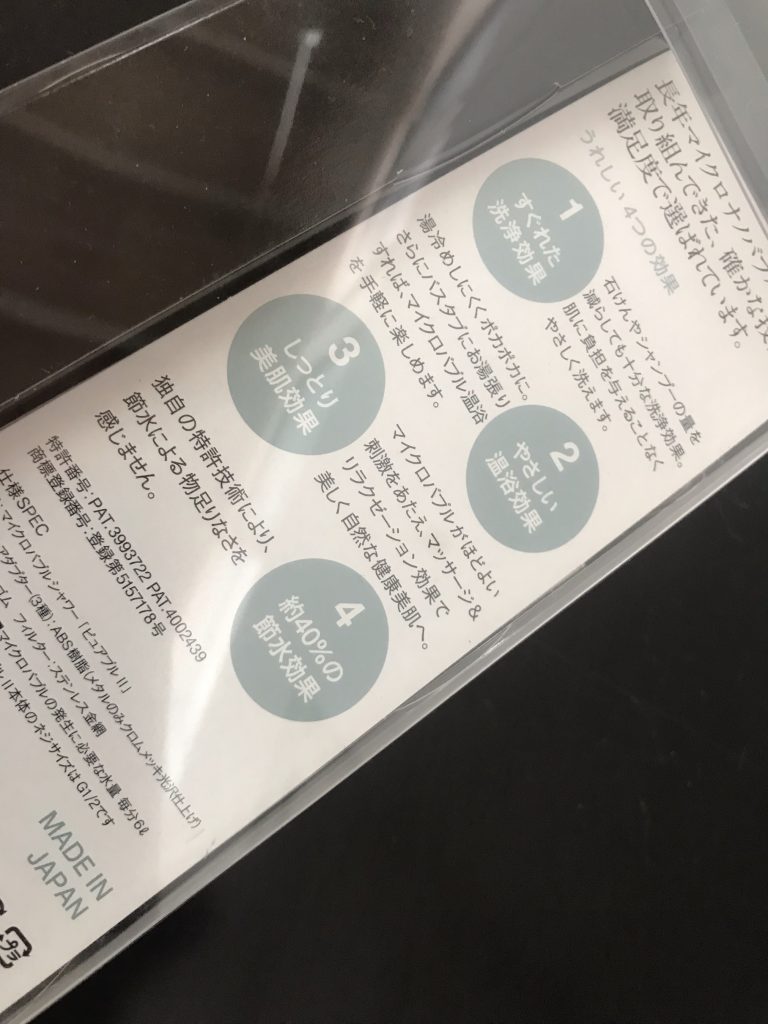 長年マイクロナノバブ
取り組んできた、確かな技
満足度で選ばれています。
うれしい 4つの効果
1
すぐれた
洗浄効果
石けんやシャンプーの量を
減らしても十分な洗浄効果。
肌に負担を与えることなく
やさしく洗えます。
2
やさしい
温浴効果
湯冷めしにくくポカポカに。
さらにバスタブにお湯張り
すれば、マイクロバブル温浴
を手軽に楽しめます。
3
しっとり
美肌効果
マイクロバブルがほどよい
刺激をあたえ、マッサージ&
リラクゼーション効果で
美しく自然な健康美肌へ。
4
約40%の
節水効果
独自の特許技術により、
節水による物足りなさを
感じません。
特許番号:PAT.3993722 PAT.4002439
商標登録番号:登録第5157178号
仕様SPEC
:マイクロバブルシャワー「ピュアブルII」
アダプター(3種):ABS樹脂(メタルのみクロムメッキ光沢仕上げ)
ゴム フィルター:ステンレス金網
マイクロバブルの発生に必要な水量 毎分6ℓ
ルII本体のネジサイズは G1/2です
MADE IN
JAPAN
プラ